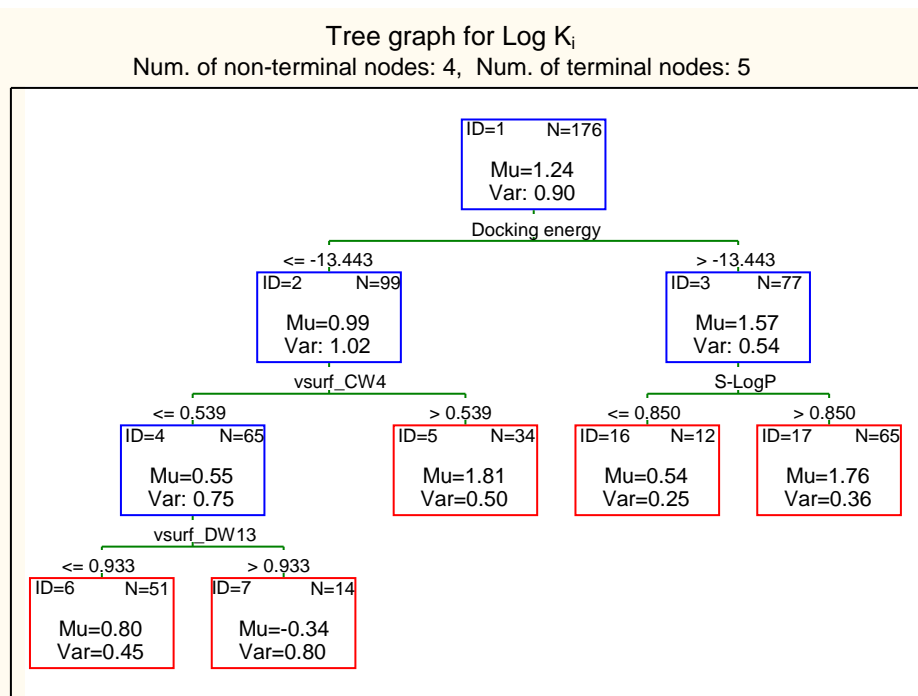 Tree graph for Log Ki
Num. of non-terminal nodes: 4, Num. of terminal nodes: 5
ID=1 N=176
Mu=1.24
Var: 0.90
Docking energy
<= -13.443 > -13.443
ID=2 N=99 ID=3 N=77
Mu=0.99 Mu=1.57
Var: 1.02 Var: 0.54
vsurf_CW4 S-LogP
<= 0.539 > 0.539 <= 0.850 > 0.850
ID=4 N=65 ID=5 N=34 ID=16 N=12 ID=17 N=65
Mu=0.55 Mu=1.81 Mu=0.54 Mu=1.76
Var: 0.75 Var=0.50 Var=0.25 Var=0.36
vsurf_DW13
<= 0.933 > 0.933
ID=6 N=51 ID=7 N=14
Mu=0.80 Mu=-0.34
Var=0.45 Var=0.80